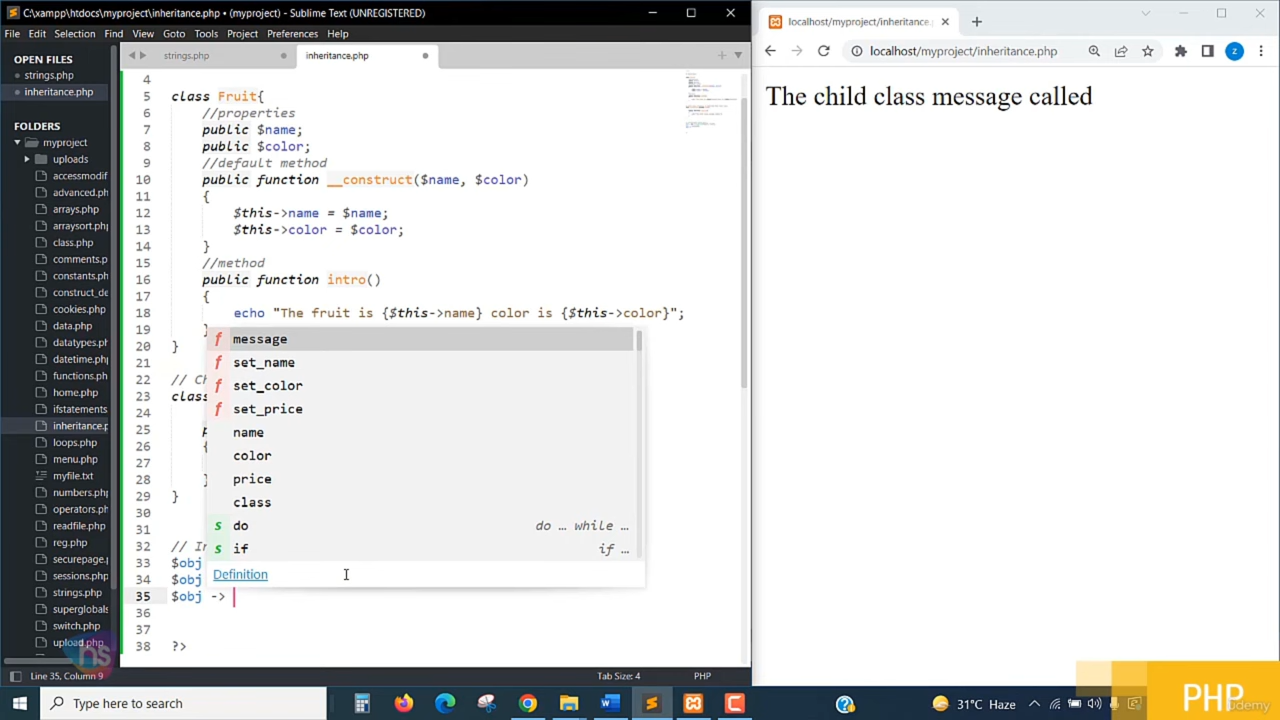 C:\xampp\htdocs\myproject\inheritance.php • (myproject) - Sublime Text (UNREGISTERED)
File Edit Selection Find View Goto Tools Project Preferences Help
OPEN FILES
strings.php
inheritance.php
FOLDERS
myproject
uploads
accessmodif
advanced.ph
arrays.php
arraysort.php
class.php
comments.p
constants.ph
construct_de
cookies.php
data.php
datatypes.ph
datetime.php
functions.ph
home.php
ifstatements
inheritance.p
loops.php
menu.php
myfile.txt
numbers.php
operators.ph
readfile.php
reg.php
securepage.
sessions.php
strings.php
superglobals
switch.php
upload.php
strings.php inheritance.php
4
5 class Fruit{
6 //properties
7 public $name;
8 public $color;
9 //default method
10 public function __construct($name, $color)
11 {
12 $this->name = $name;
13 $this->color = $color;
14 }
15 //method
16 public function intro()
17 {
18 echo "The fruit is {$this->name} color is {$this->color}";
19
20 }
21
22 // Ch
23 class
24
25 p
26 {
27
28
29 }
30
31
32 // In
33 $obj
34 $obj
35 $obj ->
36
37
38 ?>
f message
f set_name
f set_color
f set_price
name
color
price
class
s do do … while …
s if if …
Definition
Line 35, Column 9 Tab Size: 4 PHP
localhost/myproject/inheritance.
localhost/myproject/inheritance.php
z
The child class message called
ns
PHP
Udemy
Type here to search
31°C Haze